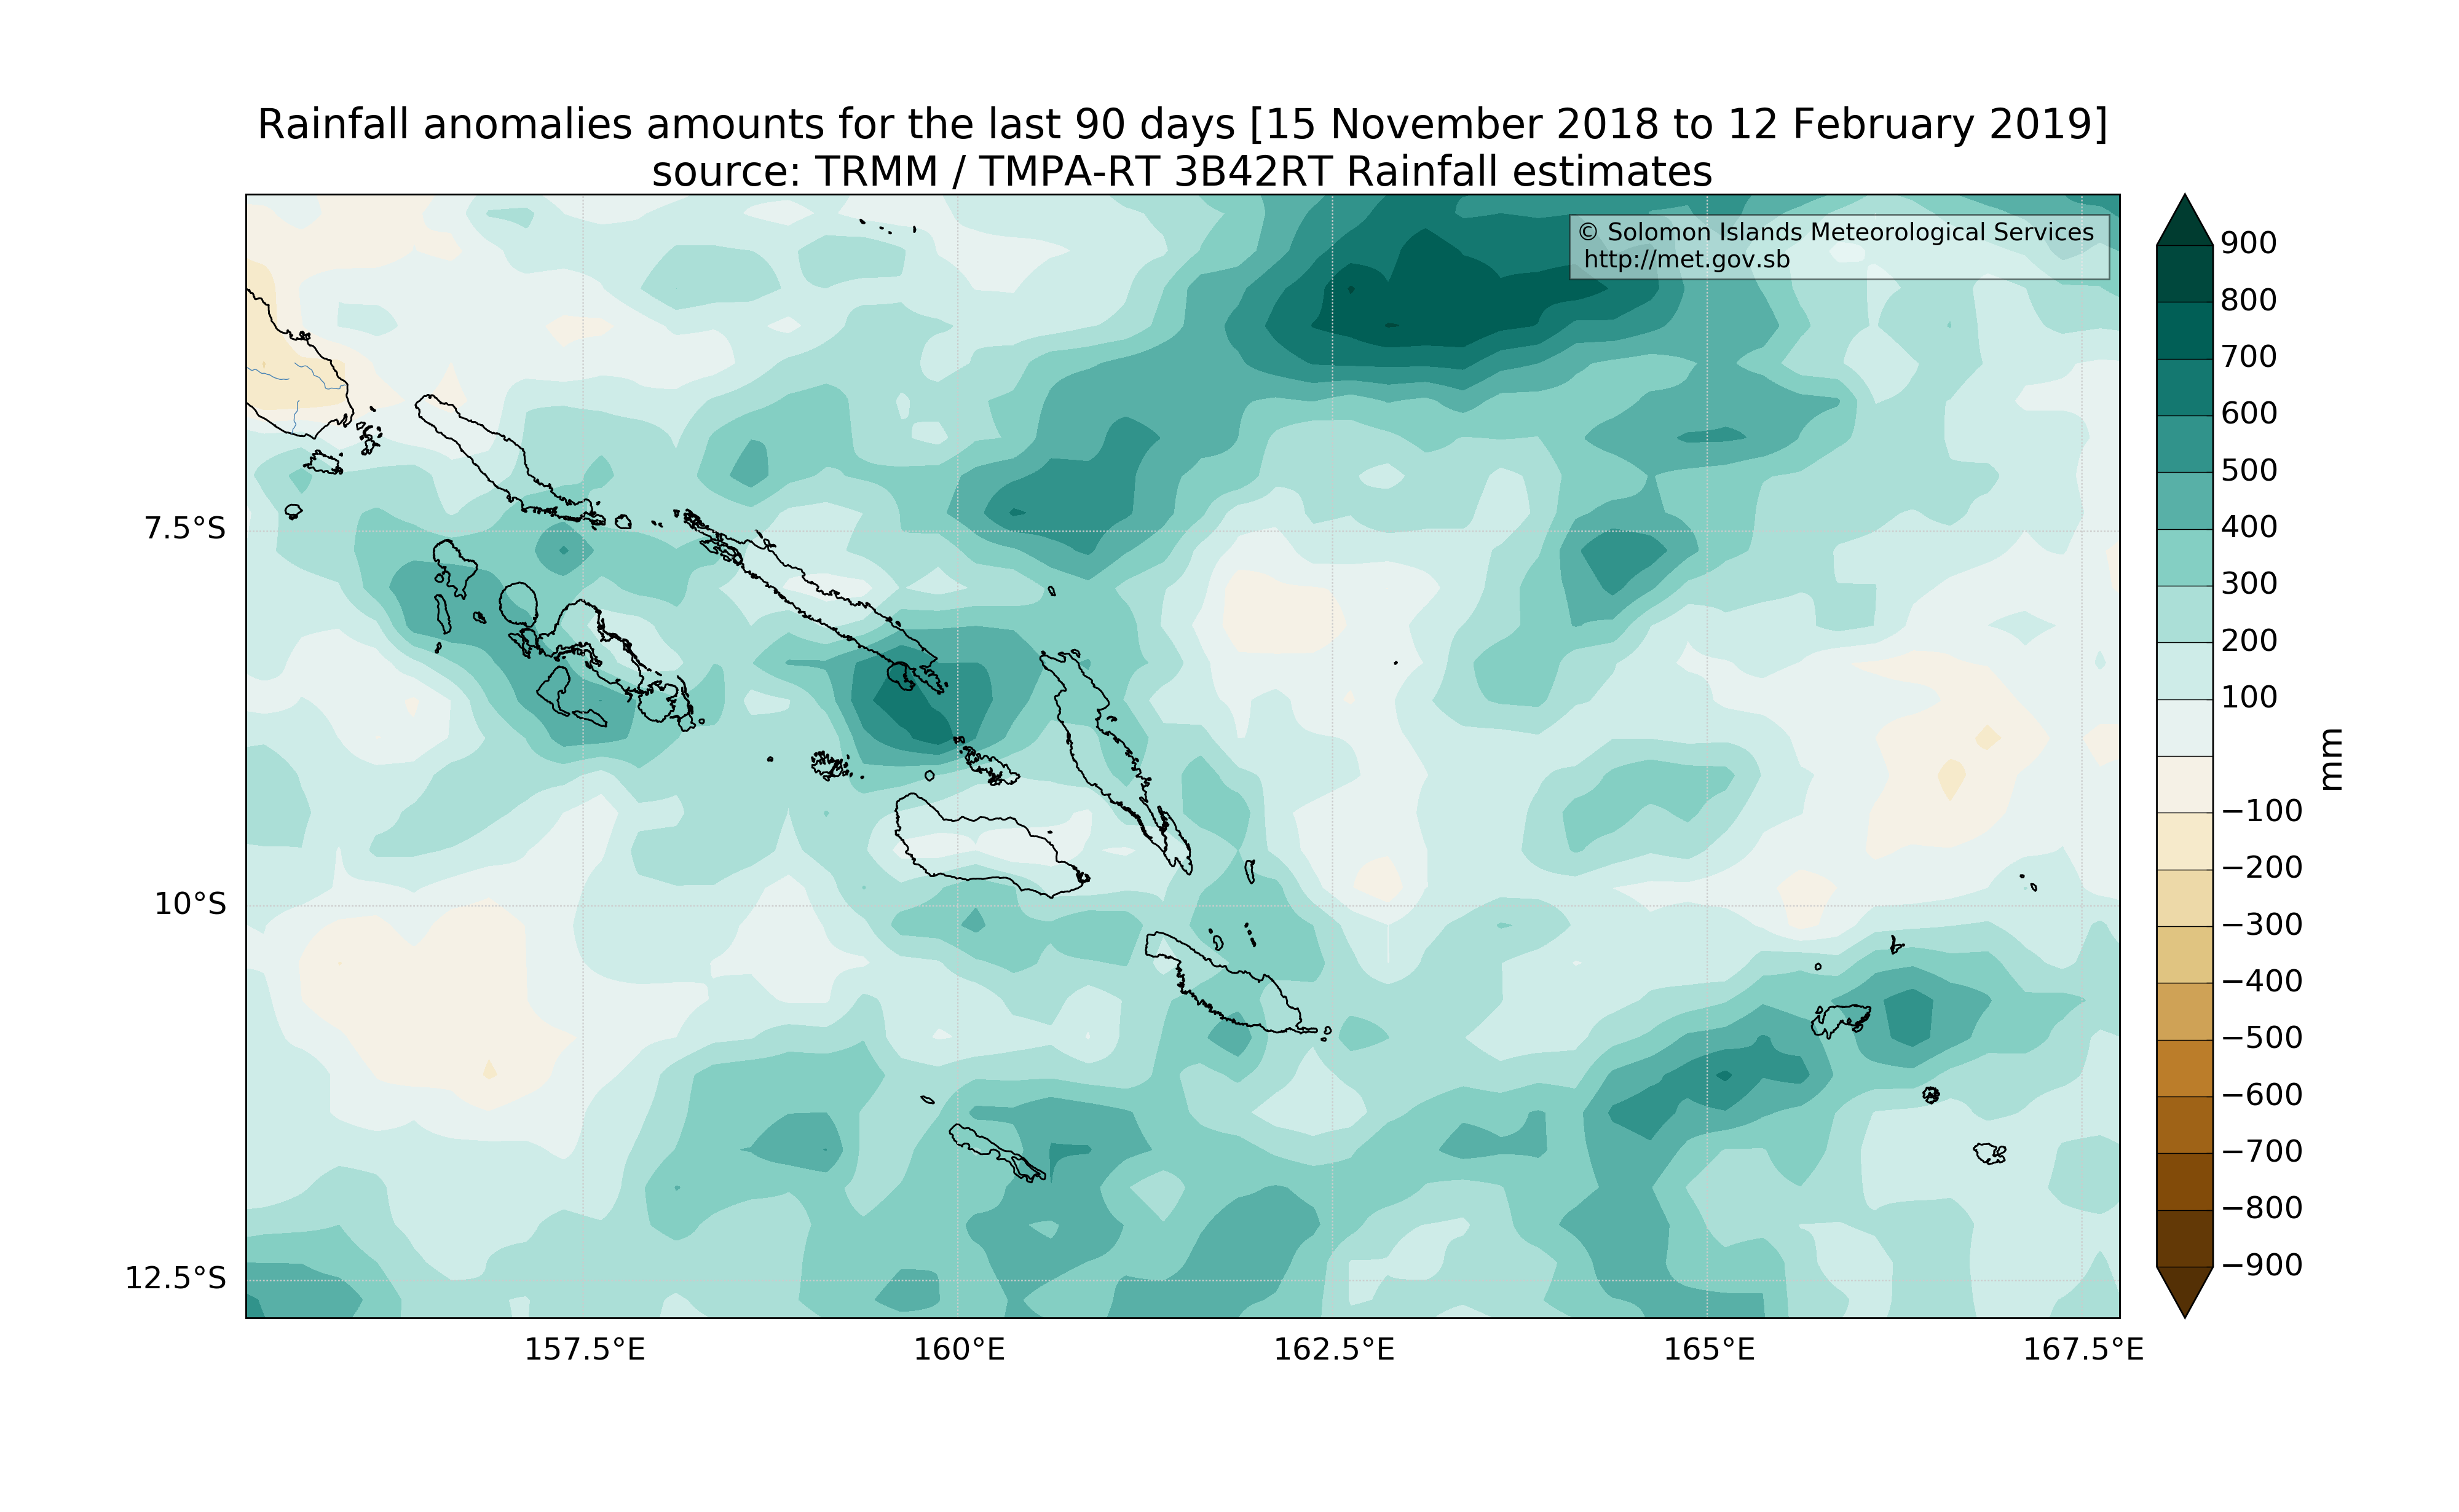 Rainfall anomalies amounts for the last 90 days [15 November 2018 to 12 February 2019]
source: TRMM / TMPA-RT 3B42RT Rainfall estimates
© Solomon Islands Meteorological Services
http://met.gov.sb
7.5°S
10°S
12.5°S
157.5°E
160°E
162.5°E
165°E
167.5°E
900
800
700
600
500
400
300
200
100
−100
−200
−300
−400
−500
−600
−700
−800
−900
mm